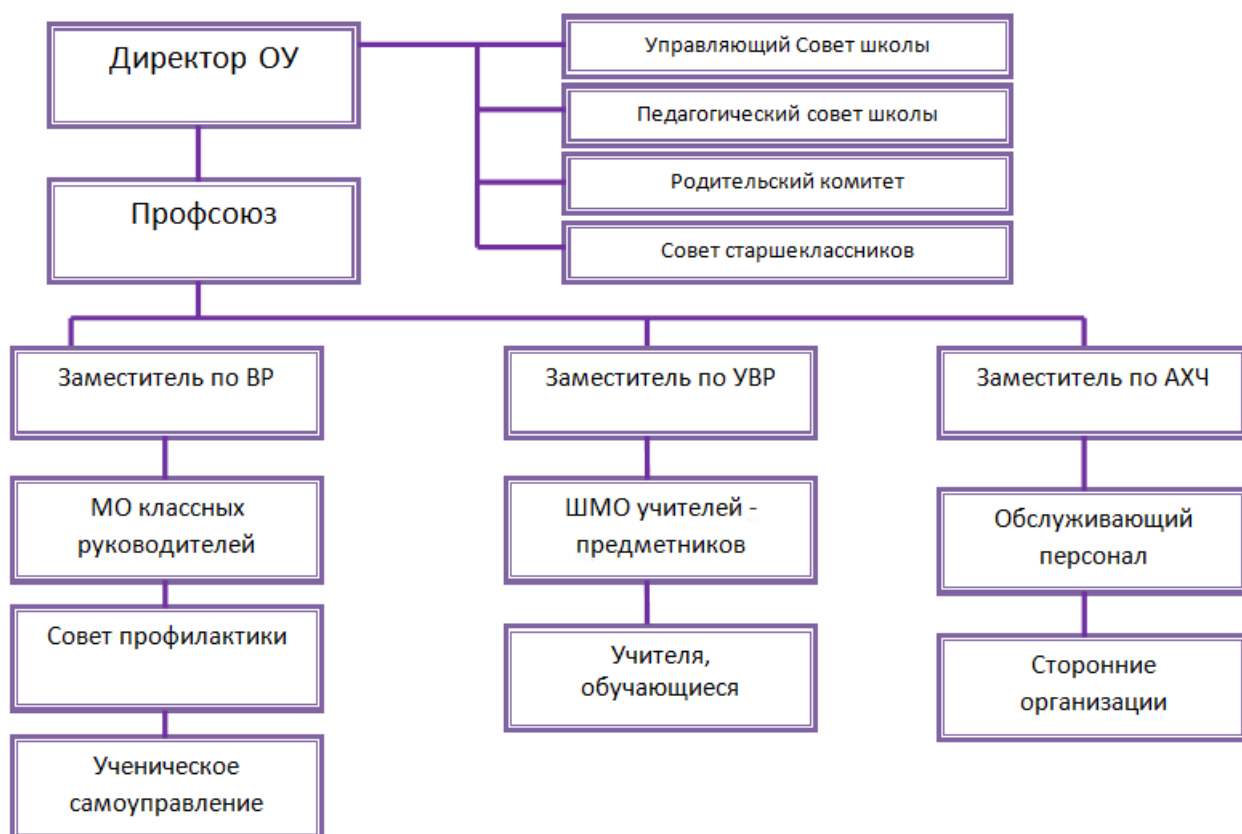 Директор ОУ
Управляющий Совет школы
Педагогический совет школы
Родительский комитет
Совет старшеклассников
Профсоюз
Заместитель по ВР
Заместитель по УВР
Заместитель по АХЧ
МО классных
руководителей
ШМО учителей -
предметников
Обслуживающий
персонал
Совет профилактики
Учителя,
обучающиеся
Сторонние
организации
Ученическое
самоуправление